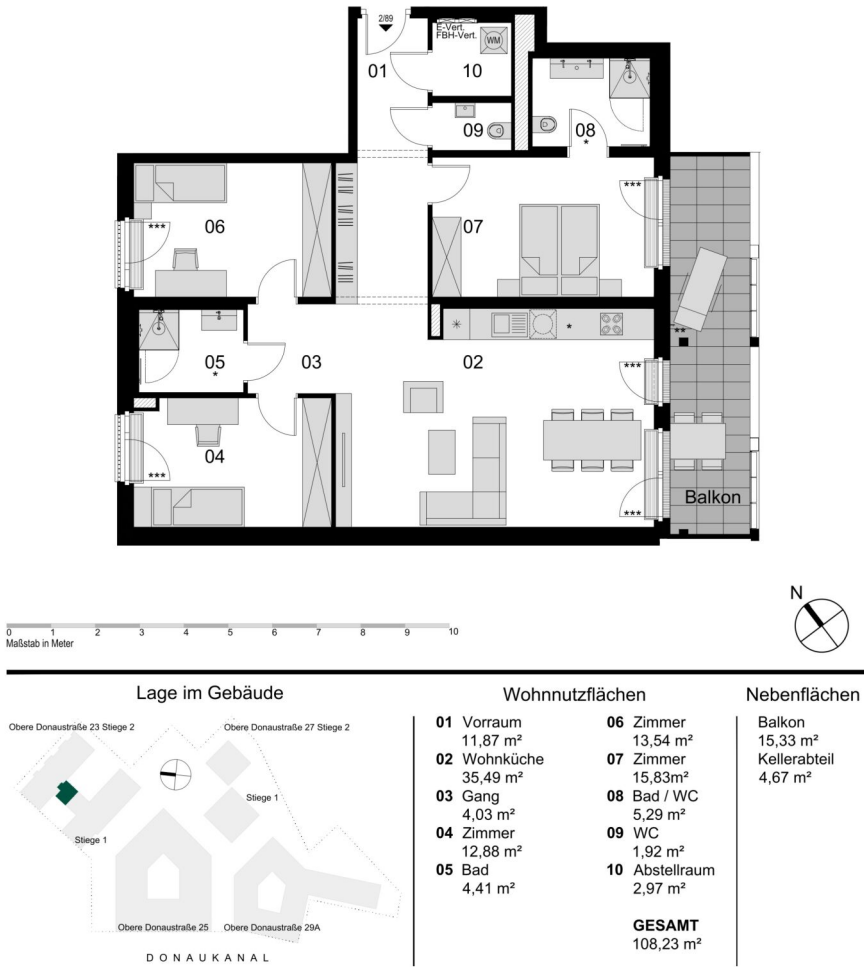 2/89
E-Vert.
FBH-Vert.
WM
01
10
09
08
*
06
***
07
***
05
*
03
02
*
***
**
04
***
***
Balkon
N
0 1 2 3 4 5 6 7 8 9 10
Maßstab in Meter
Lage im Gebäude
Obere Donaustraße 23 Stiege 2
Obere Donaustraße 27 Stiege 2
Stiege 1
Stiege 1
Obere Donaustraße 25
Obere Donaustraße 29A
DONAUKANAL
Wohnnutzflächen
01 Vorraum
11,87 m²
02 Wohnküche
35,49 m²
03 Gang
4,03 m²
04 Zimmer
12,88 m²
05 Bad
4,41 m²
06 Zimmer
13,54 m²
07 Zimmer
15,83m²
08 Bad / WC
5,29 m²
09 WC
1,92 m²
10 Abstellraum
2,97 m²
GESAMT
108,23 m²
Nebenflächen
Balkon
15,33 m²
Kellerabteil
4,67 m²